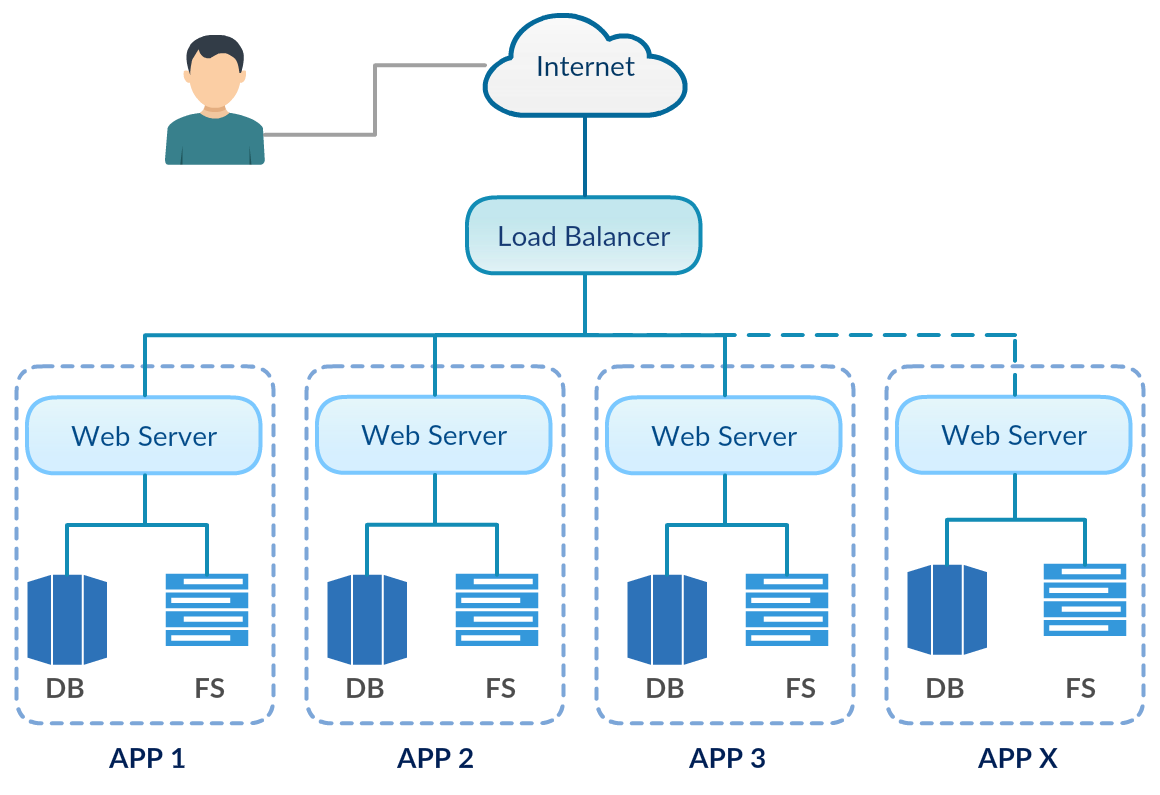 Internet
Load Balancer
Web Server
Web Server
Web Server
Web Server
DB
FS
DB
FS
DB
FS
DB
FS
APP 1
APP 2
APP 3
APP X